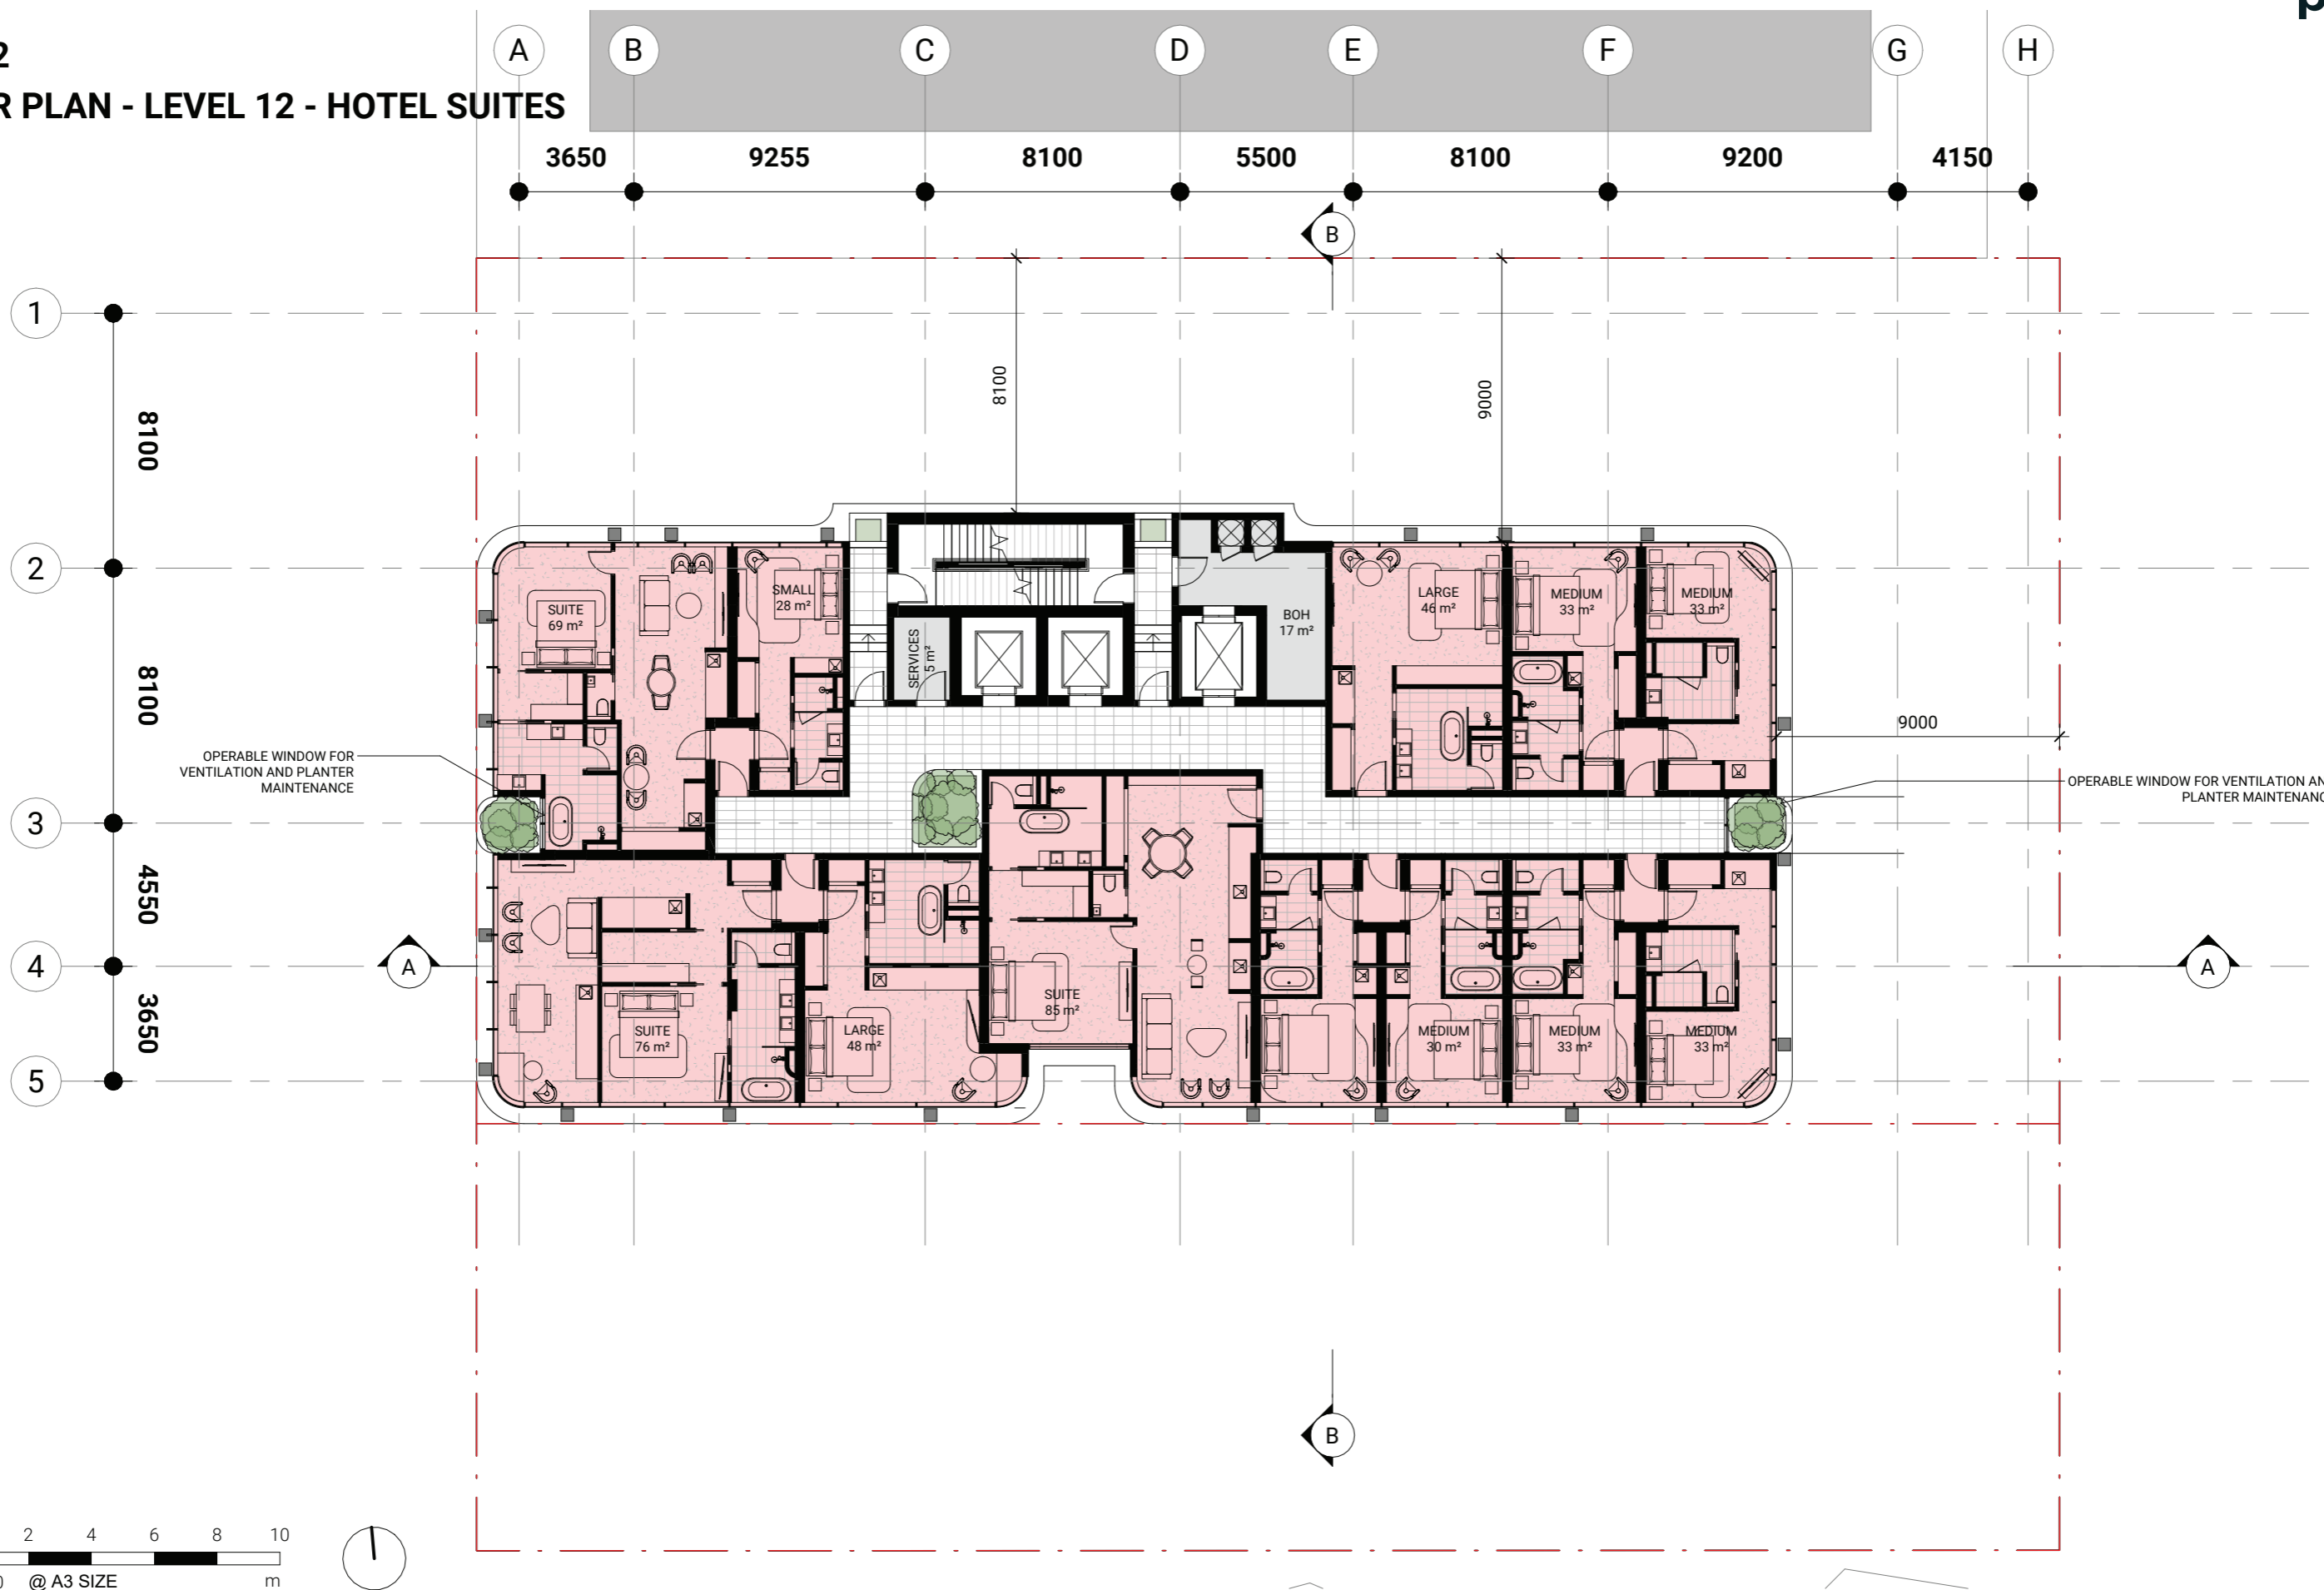 A B C D E F G H
2
R PLAN - LEVEL 12 - HOTEL SUITES
3650 9255 8100 5500 8100 9200 4150
B
1
8100
9000
8100
2
SUITE
69 m²
SMALL
28 m²
SERVICES
5 m²
BOH
17 m²
LARGE
46 m²
MEDIUM
33 m²
MEDIUM
33 m²
8100
9000
OPERABLE WINDOW FOR
VENTILATION AND PLANTER
MAINTENANCE
OPERABLE WINDOW FOR VENTILATION AN
PLANTER MAINTENANC
3
4550
4
A
A
3650
SUITE
76 m²
LARGE
48 m²
SUITE
85 m²
MEDIUM
30 m²
MEDIUM
33 m²
MEDIUM
33 m²
5
B
2 4 6 8 10
0 @ A3 SIZE m